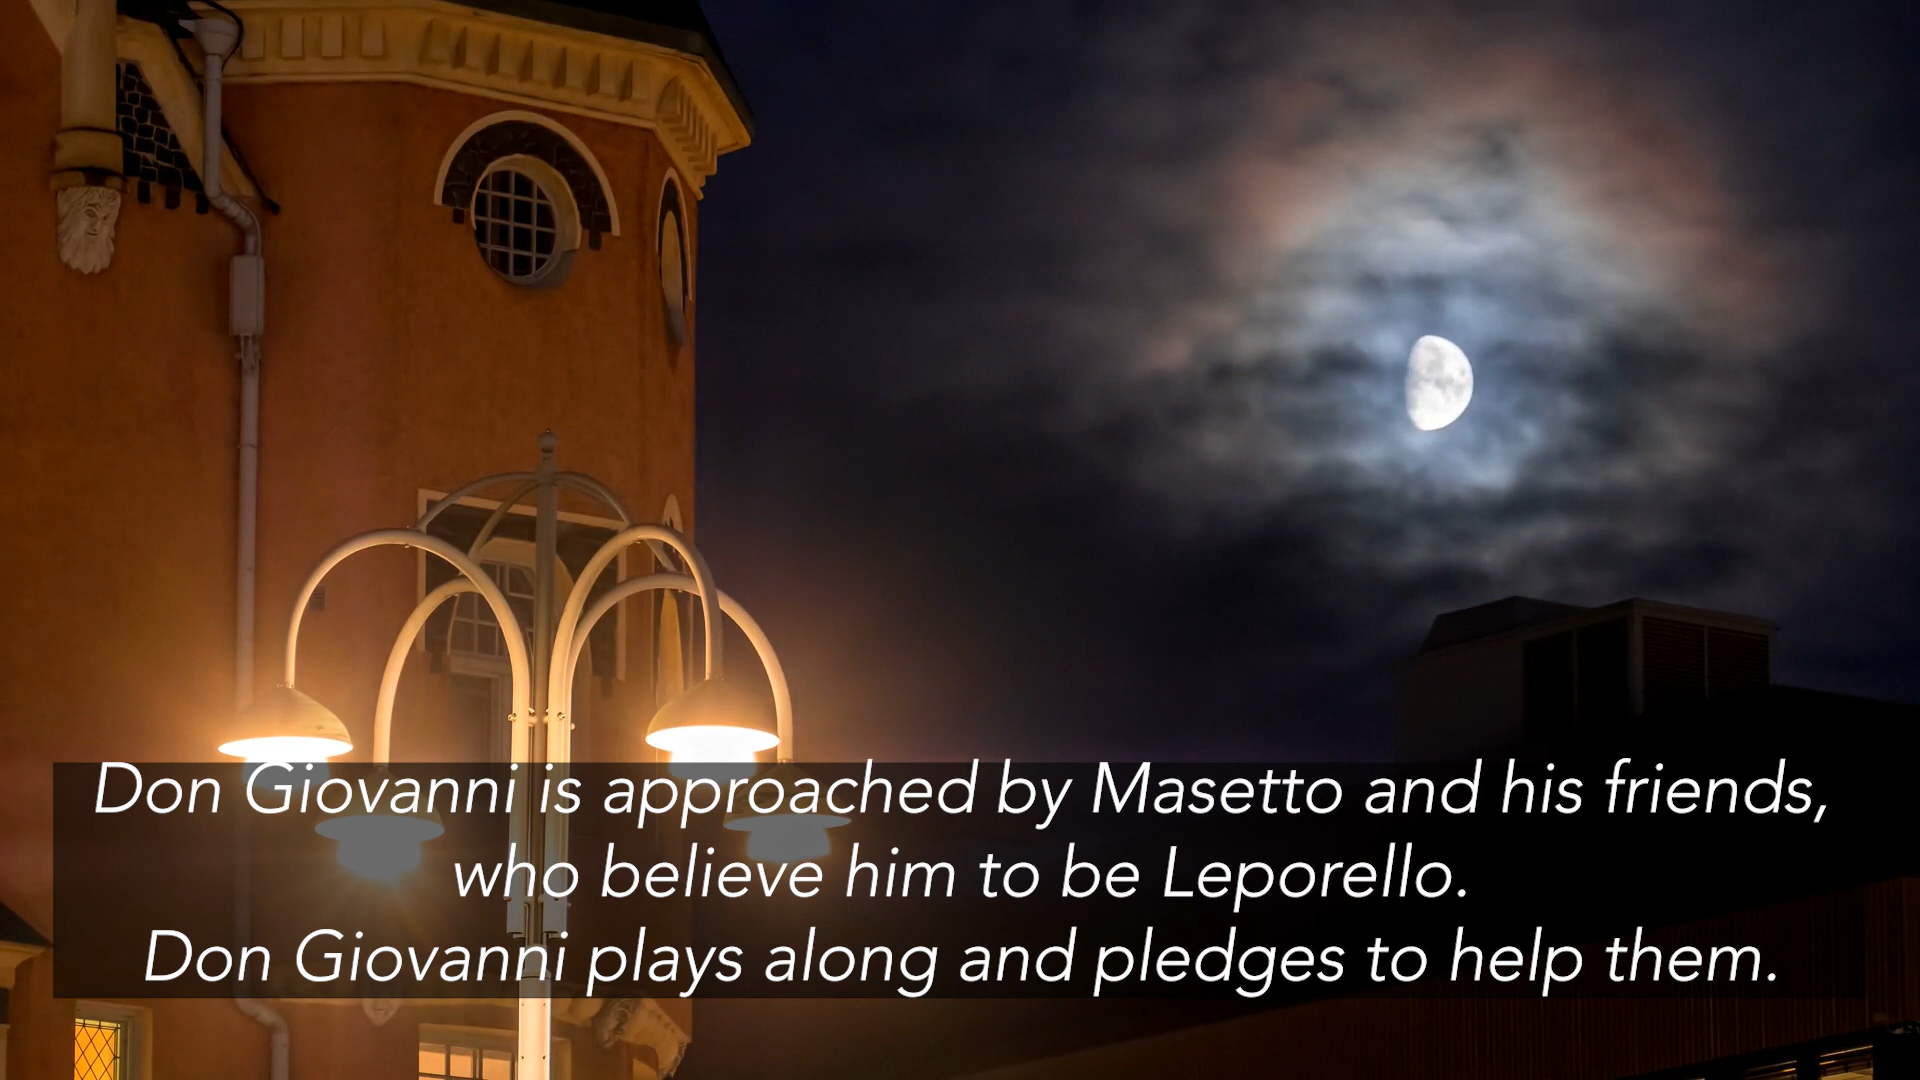 Don Giovanni is approached by Masetto and his friends,
who believe him to be Leporello.
Don Giovanni plays along and pledges to help them.